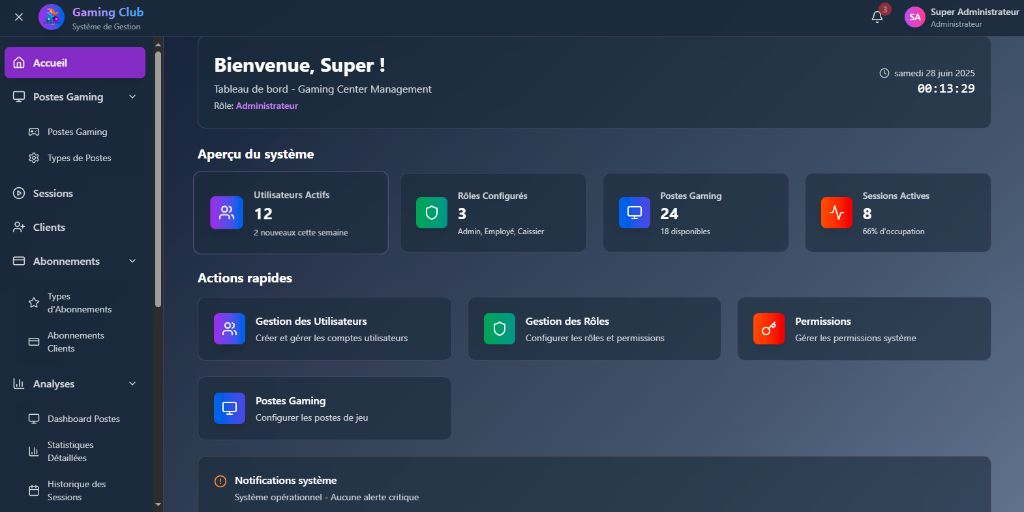 Gaming Club
Système de Gestion
3
SA
Super Administrateur
Administrateur
Accueil
Postes Gaming
Postes Gaming
Types de Postes
Sessions
Clients
Abonnements
Types
d'Abonnements
Abonnements
Clients
Analyses
Dashboard Postes
Statistiques
Détaillées
Historique des
Sessions
Bienvenue, Super !
Tableau de bord - Gaming Center Management
Rôle: Administrateur
samedi 28 juin 2025
00:13:29
Aperçu du système
Utilisateurs Actifs
12
2 nouveaux cette semaine
Rôles Configurés
3
Admin, Employé, Caissier
Postes Gaming
24
18 disponibles
Sessions Actives
8
66% d'occupation
Actions rapides
Gestion des Utilisateurs
Créer et gérer les comptes utilisateurs
Gestion des Rôles
Configurer les rôles et permissions
Permissions
Gérer les permissions système
Postes Gaming
Configurer les postes de jeu
Notifications système
Système opérationnel - Aucune alerte critique